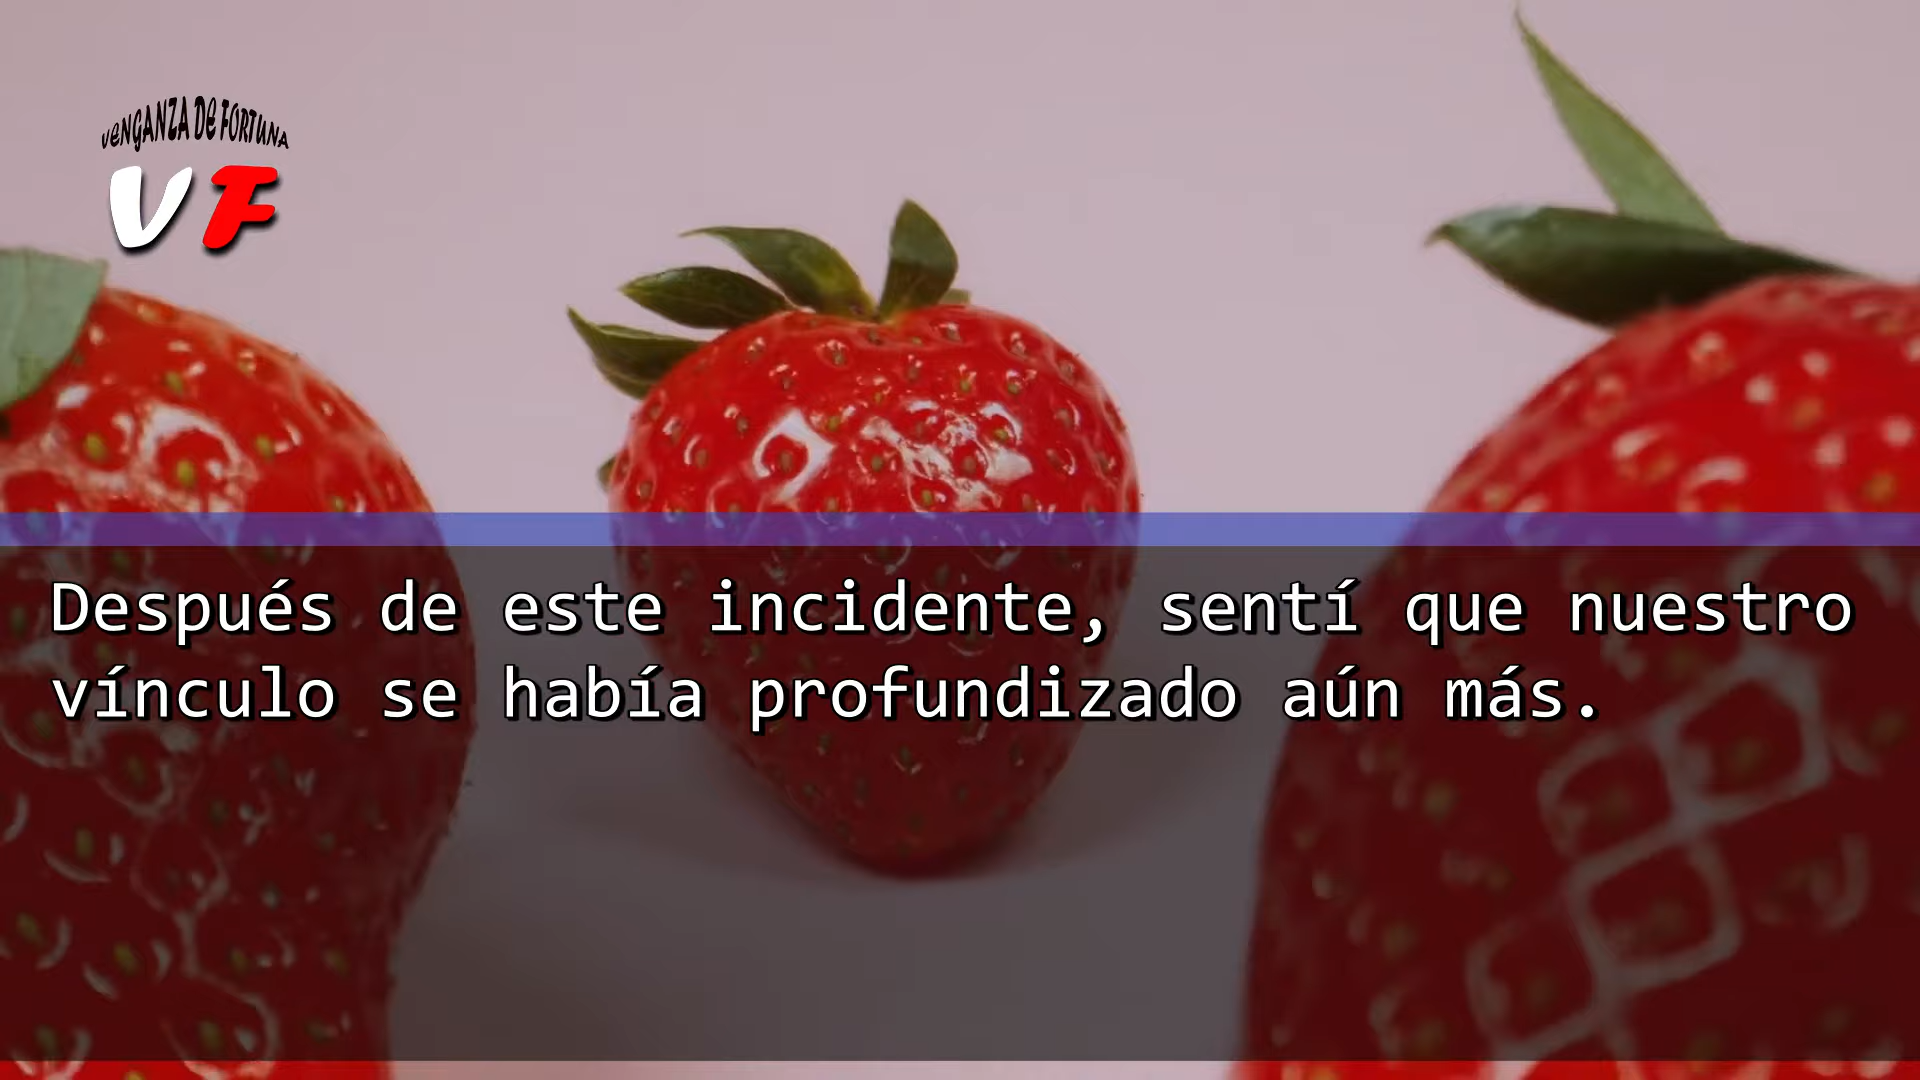 VENGANZA DE FORTUNA
VF
Después de este incidente, sentí que nuestro
vínculo se había profundizado aún más.